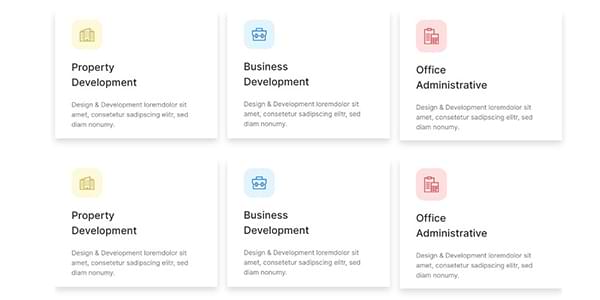 Property
Development
Design & Development loremdolor sit
amet, consetetur sadipscing elitr, sed
diam nonumy.
Business
Development
Design & Development loremdolor sit
amet, consetetur sadipscing elitr, sed
diam nonumy.
Office
Administrative
Design & Development loremdolor sit
amet, consetetur sadipscing elitr, sed
diam nonumy.
Property
Development
Design & Development loremdolor sit
amet, consetetur sadipscing elitr, sed
diam nonumy.
Business
Development
Design & Development loremdolor sit
amet, consetetur sadipscing elitr, sed
diam nonumy.
Office
Administrative
Design & Development loremdolor sit
amet, consetetur sadipscing elitr, sed
diam nonumy.